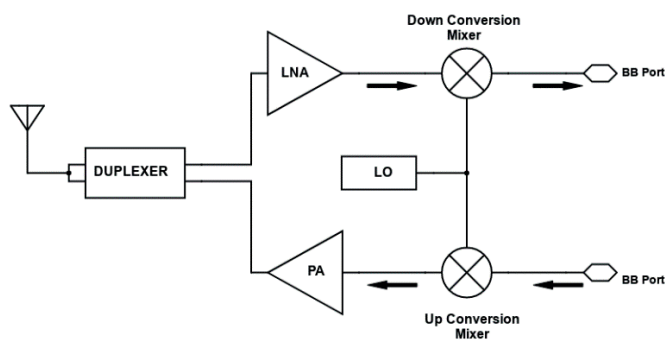 Down Conversion
Mixer
LNA
BB Port
DUPLEXER
LO
PA
BB Port
Up Conversion
Mixer